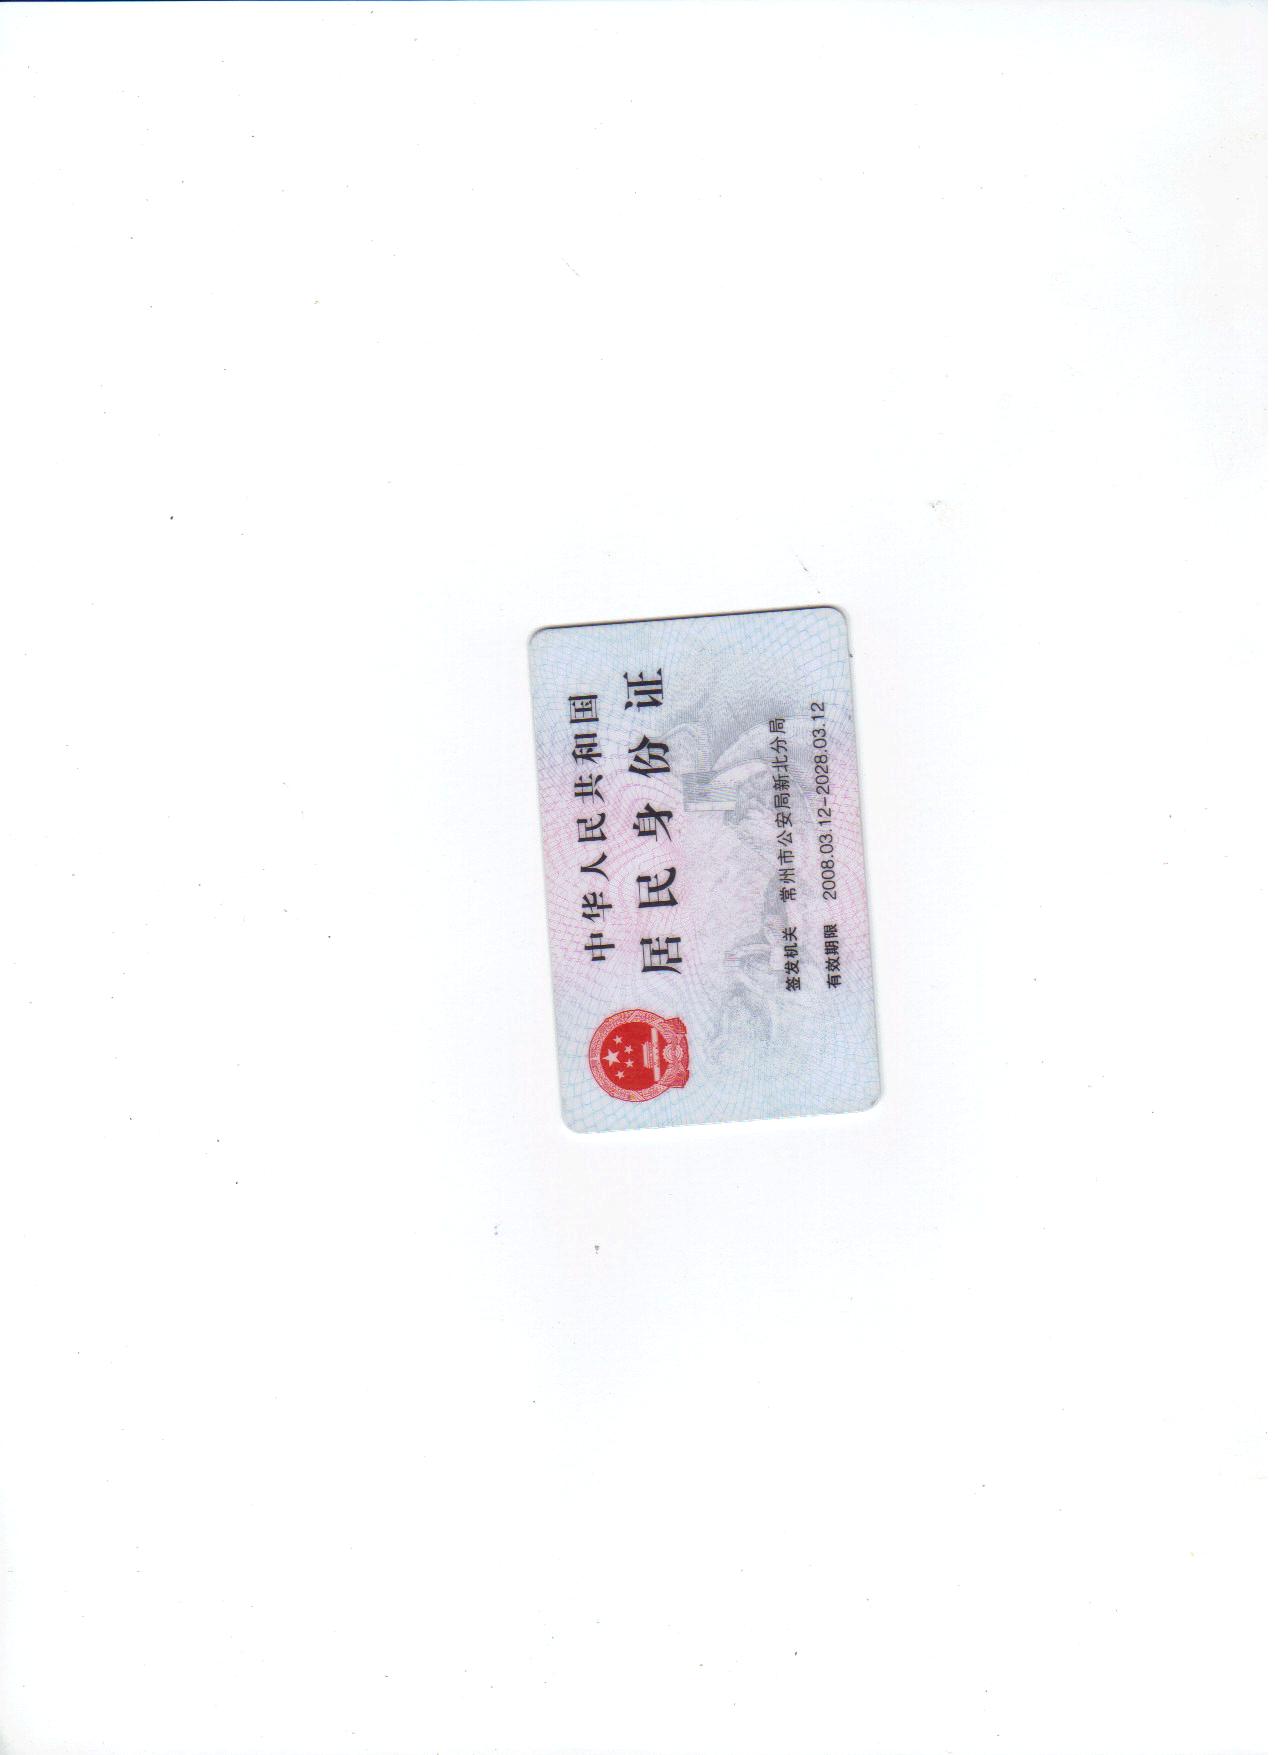 中华人民共和国
居民身份证
签发机关 常州市公安局新北分局
有效期限 2008.03.12-2028.03.12